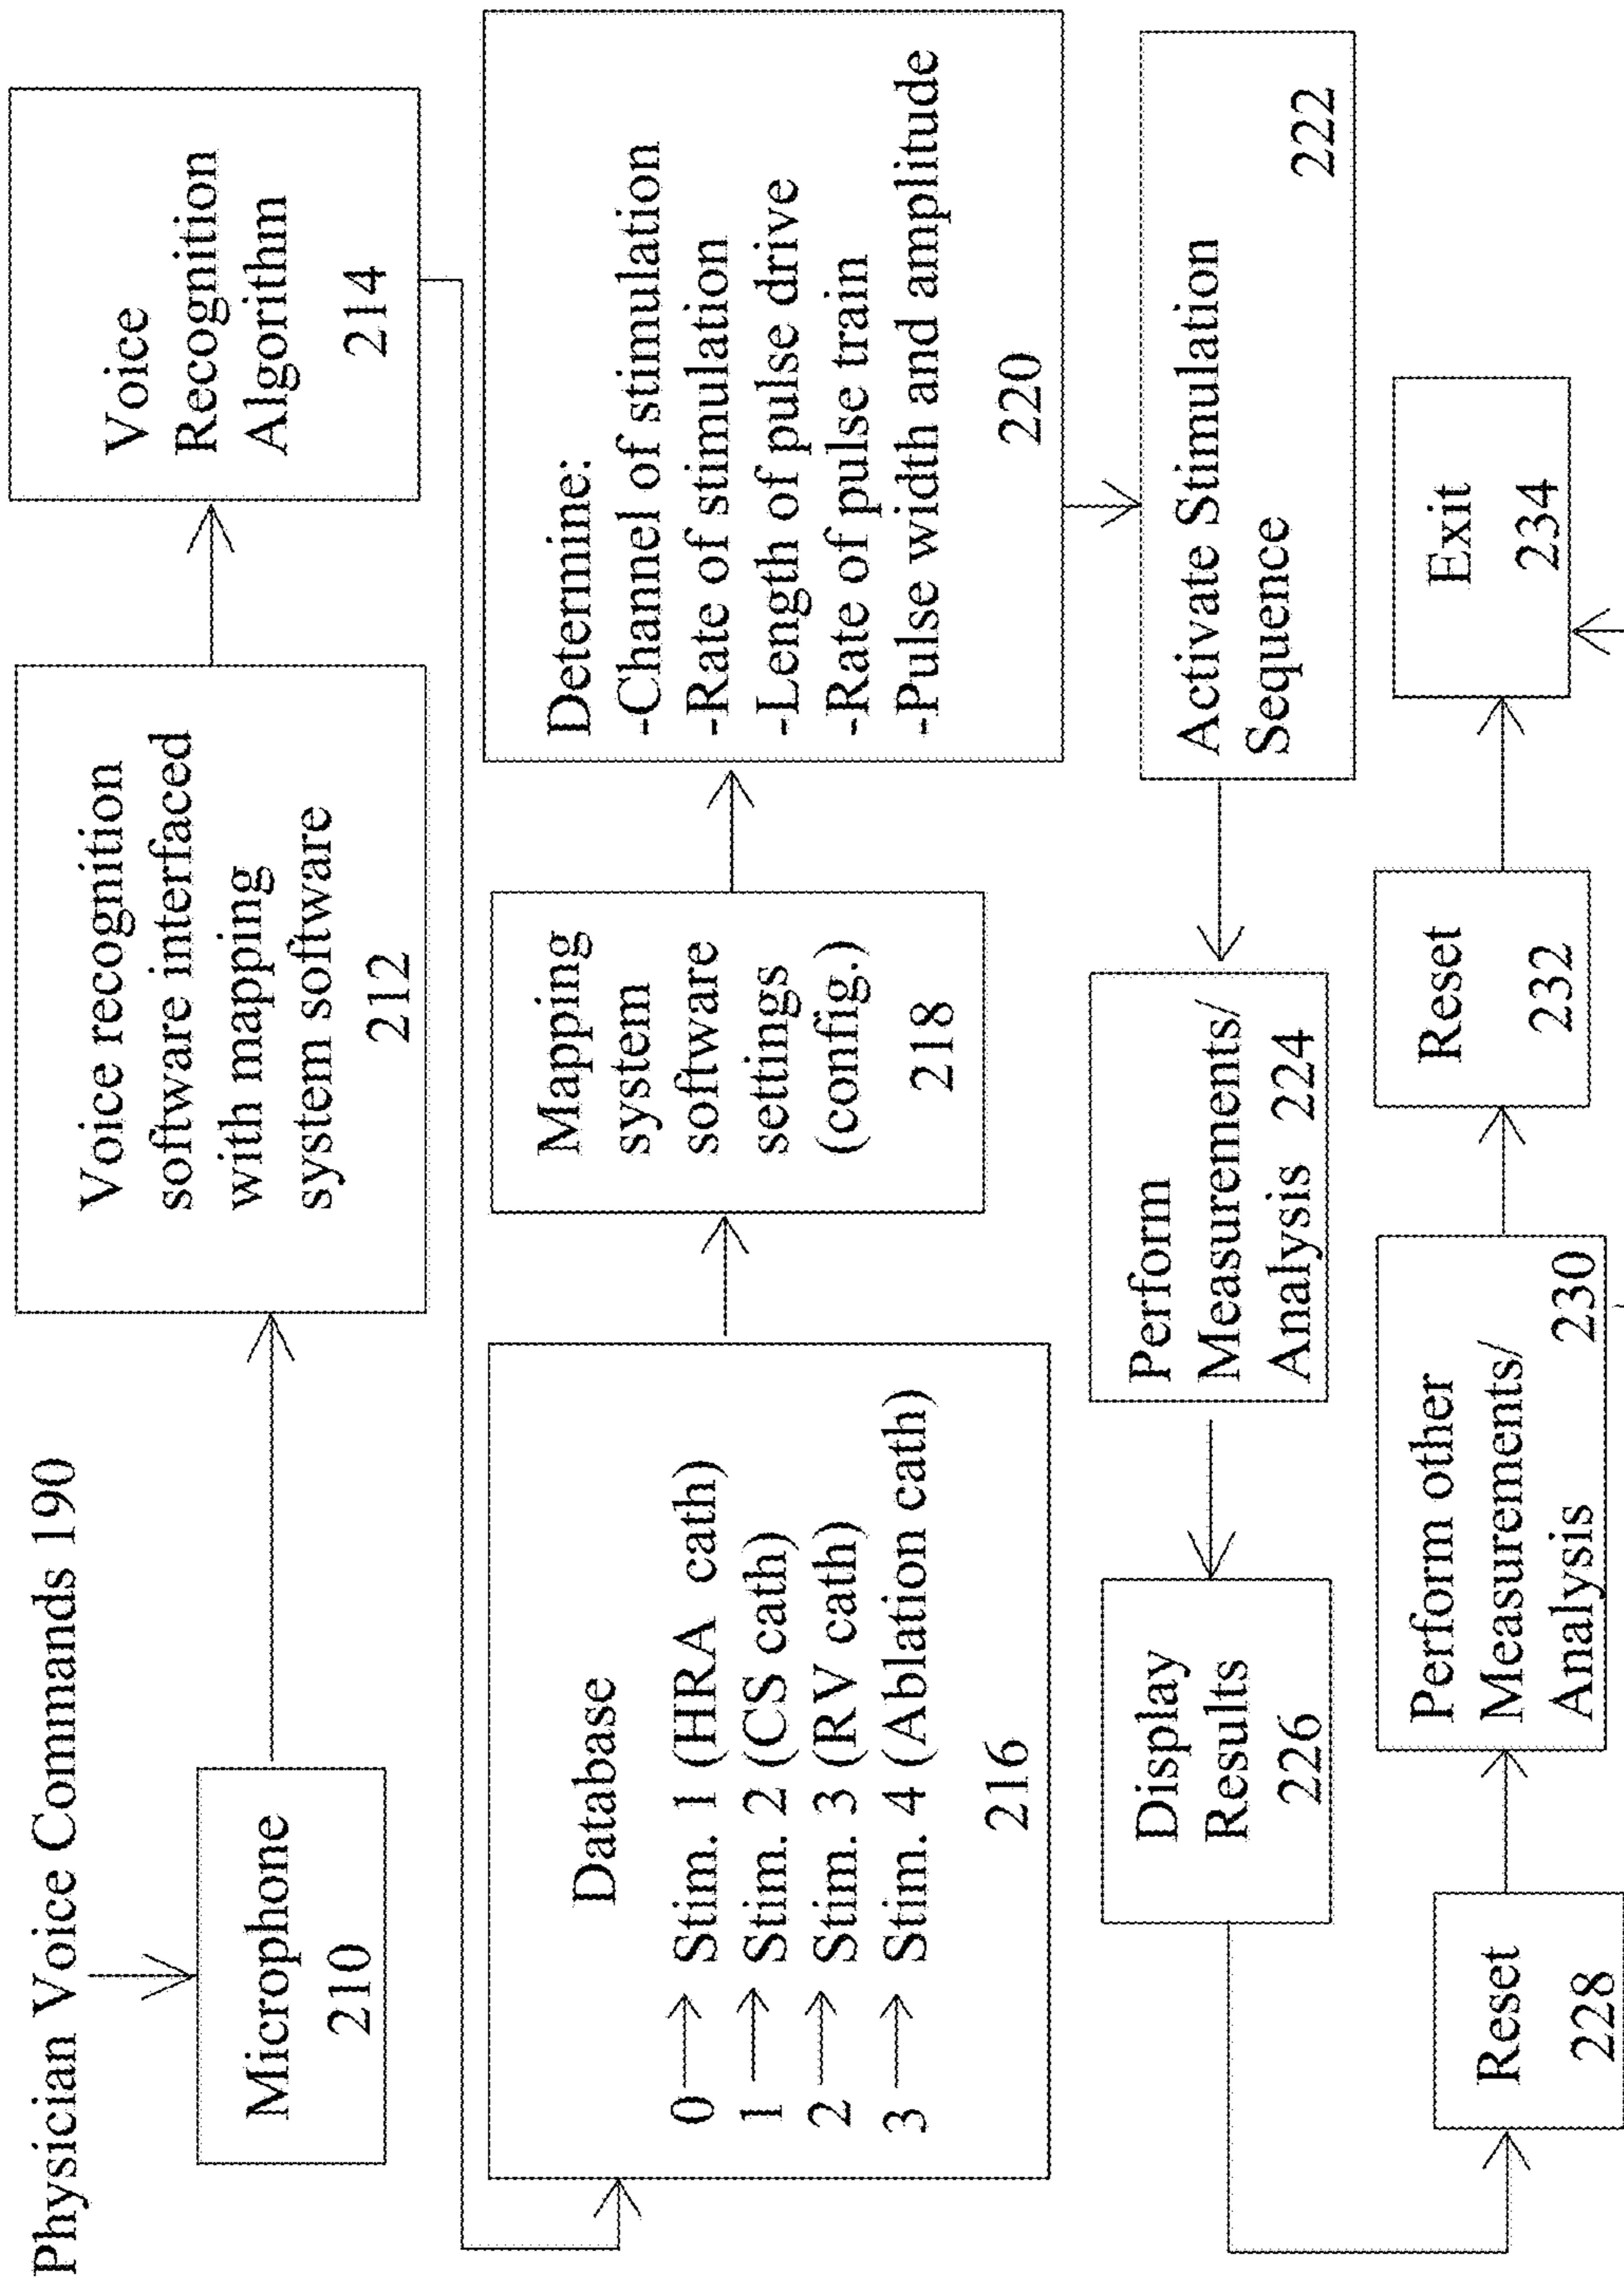 Physician Voice Commands 190
Microphone
210
Voice recognition
software interfaced
with mapping
system software
212
Voice
Recognition
Algorithm
214
Database
0 → Stim. 1 (HRA cath)
1 → Stim. 2 (CS cath)
2 → Stim. 3 (RV cath)
3 → Stim. 4 (Ablation cath)
216
Mapping
system
software
settings
(config.)
218
Determine:
-Channel of stimulation
-Rate of stimulation
-Length of pulse drive
-Rate of pulse train
-Pulse width and amplitude
220
Activate Stimulation
Sequence
222
Perform
Measurements/
Analysis 224
Display
Results
226
Reset
228
Perform other
Measurements/
Analysis 230
Reset
232
Exit
234